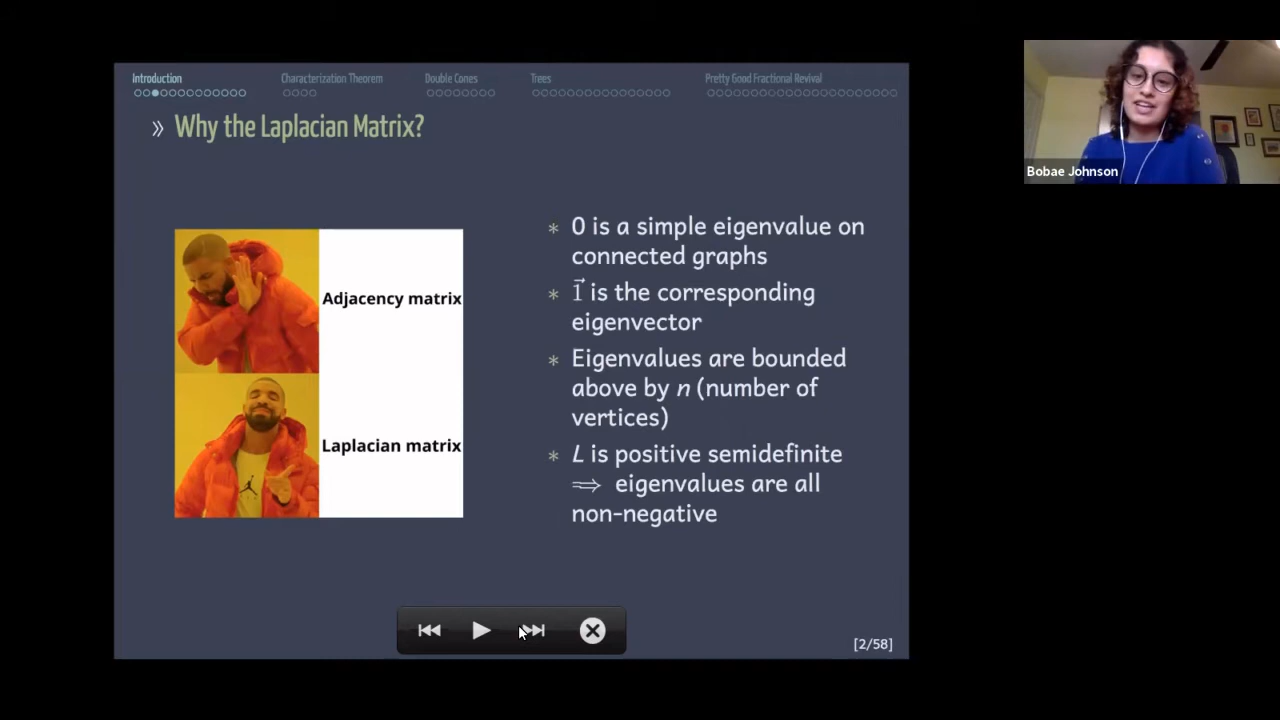 Introduction Characterization Theorem Double Cones Trees Pretty Good Fractional Revival
» Why the Laplacian Matrix?
Adjacency matrix
Laplacian matrix
* 0 is a simple eigenvalue on
connected graphs
* 1⃗ is the corresponding
eigenvector
* Eigenvalues are bounded
above by n (number of
vertices)
* L is positive semidefinite
⟹ eigenvalues are all
non-negative
[2/58]
Bobae Johnson